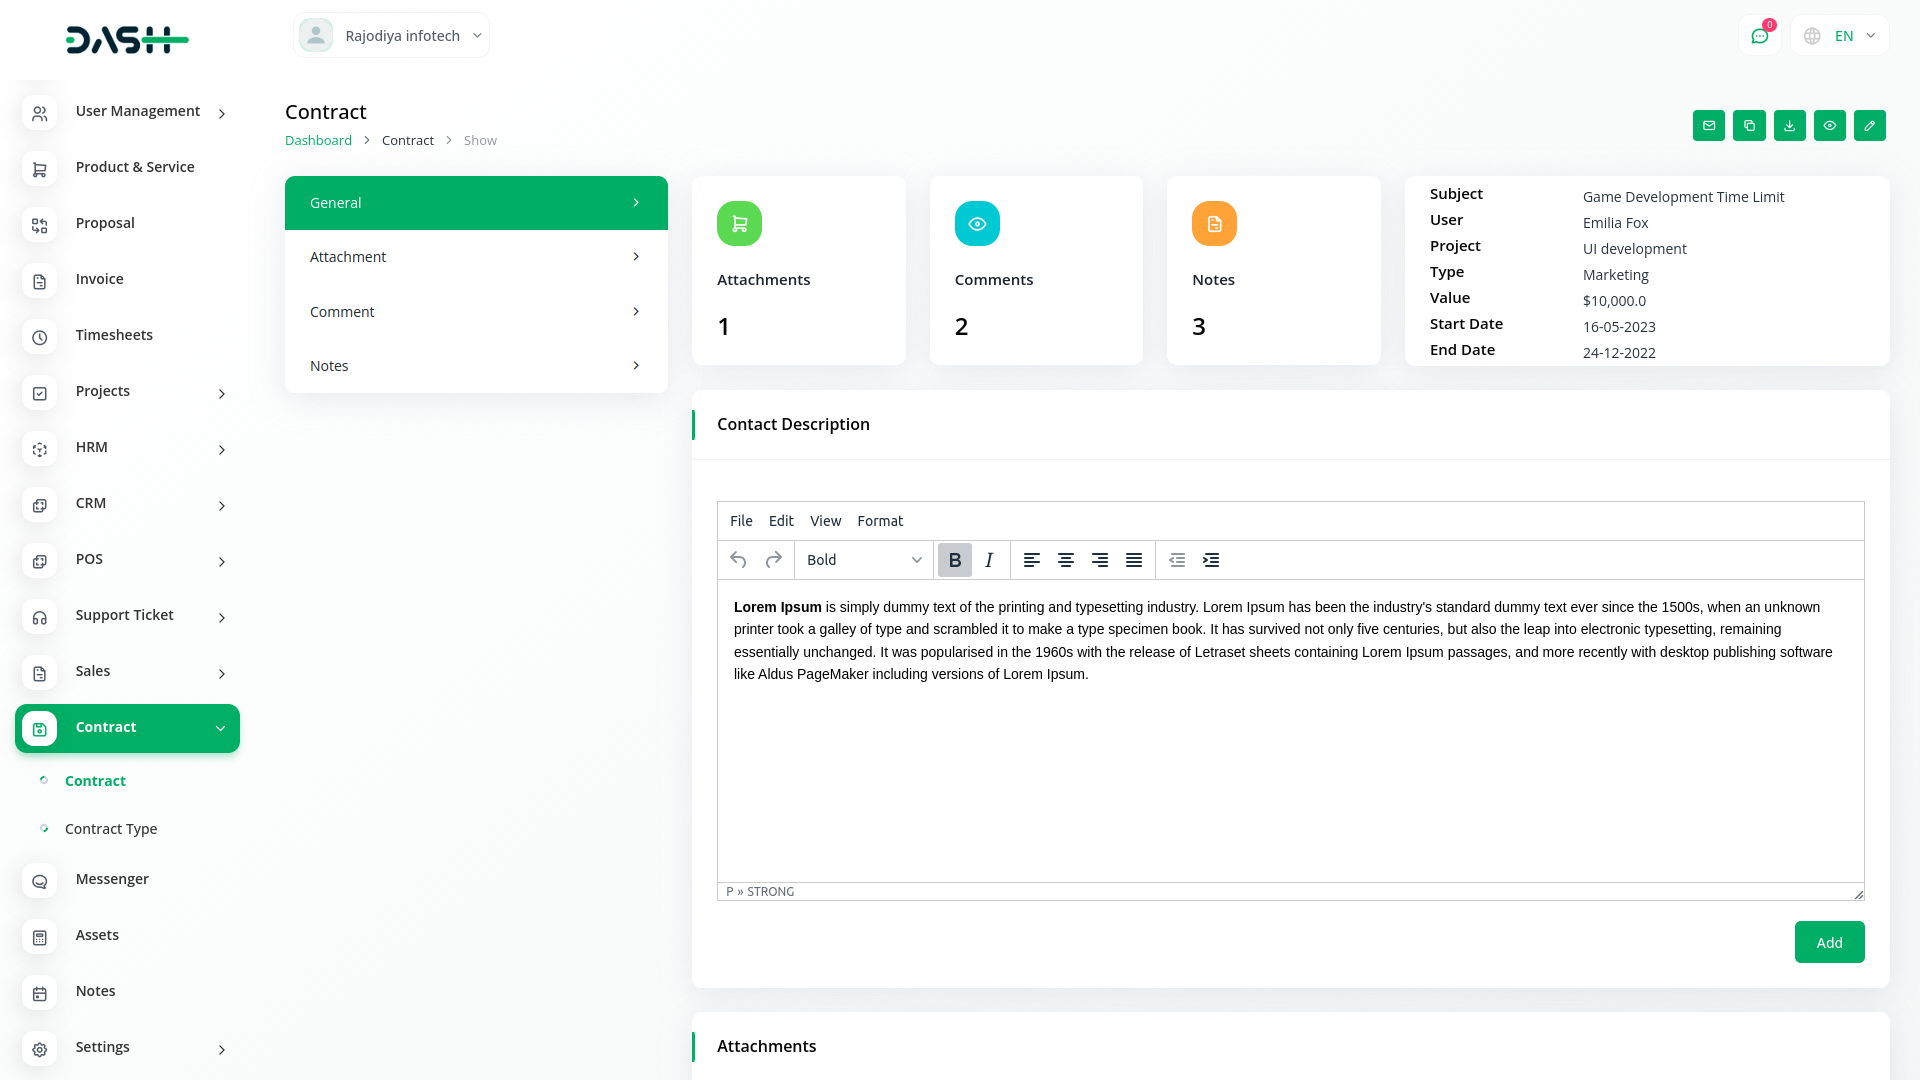 DASH
Rajodiya infotech
0
EN
User Management
Product & Service
Proposal
Invoice
Timesheets
Projects
HRM
CRM
POS
Support Ticket
Sales
Contract
Contract
Contract Type
Messenger
Assets
Notes
Settings
Contract
Dashboard > Contract > Show
General
Attachment
Comment
Notes
Attachments
1
Comments
2
Notes
3
Subject Game Development Time Limit
User Emilia Fox
Project UI development
Type Marketing
Value $10,000.0
Start Date 16-05-2023
End Date 24-12-2022
Contact Description
File Edit View Format
Bold B I
Lorem Ipsum is simply dummy text of the printing and typesetting industry. Lorem Ipsum has been the industry's standard dummy text ever since the 1500s, when an unknown
printer took a galley of type and scrambled it to make a type specimen book. It has survived not only five centuries, but also the leap into electronic typesetting, remaining
essentially unchanged. It was popularised in the 1960s with the release of Letraset sheets containing Lorem Ipsum passages, and more recently with desktop publishing software
like Aldus PageMaker including versions of Lorem Ipsum.
P » STRONG
Add
Attachments